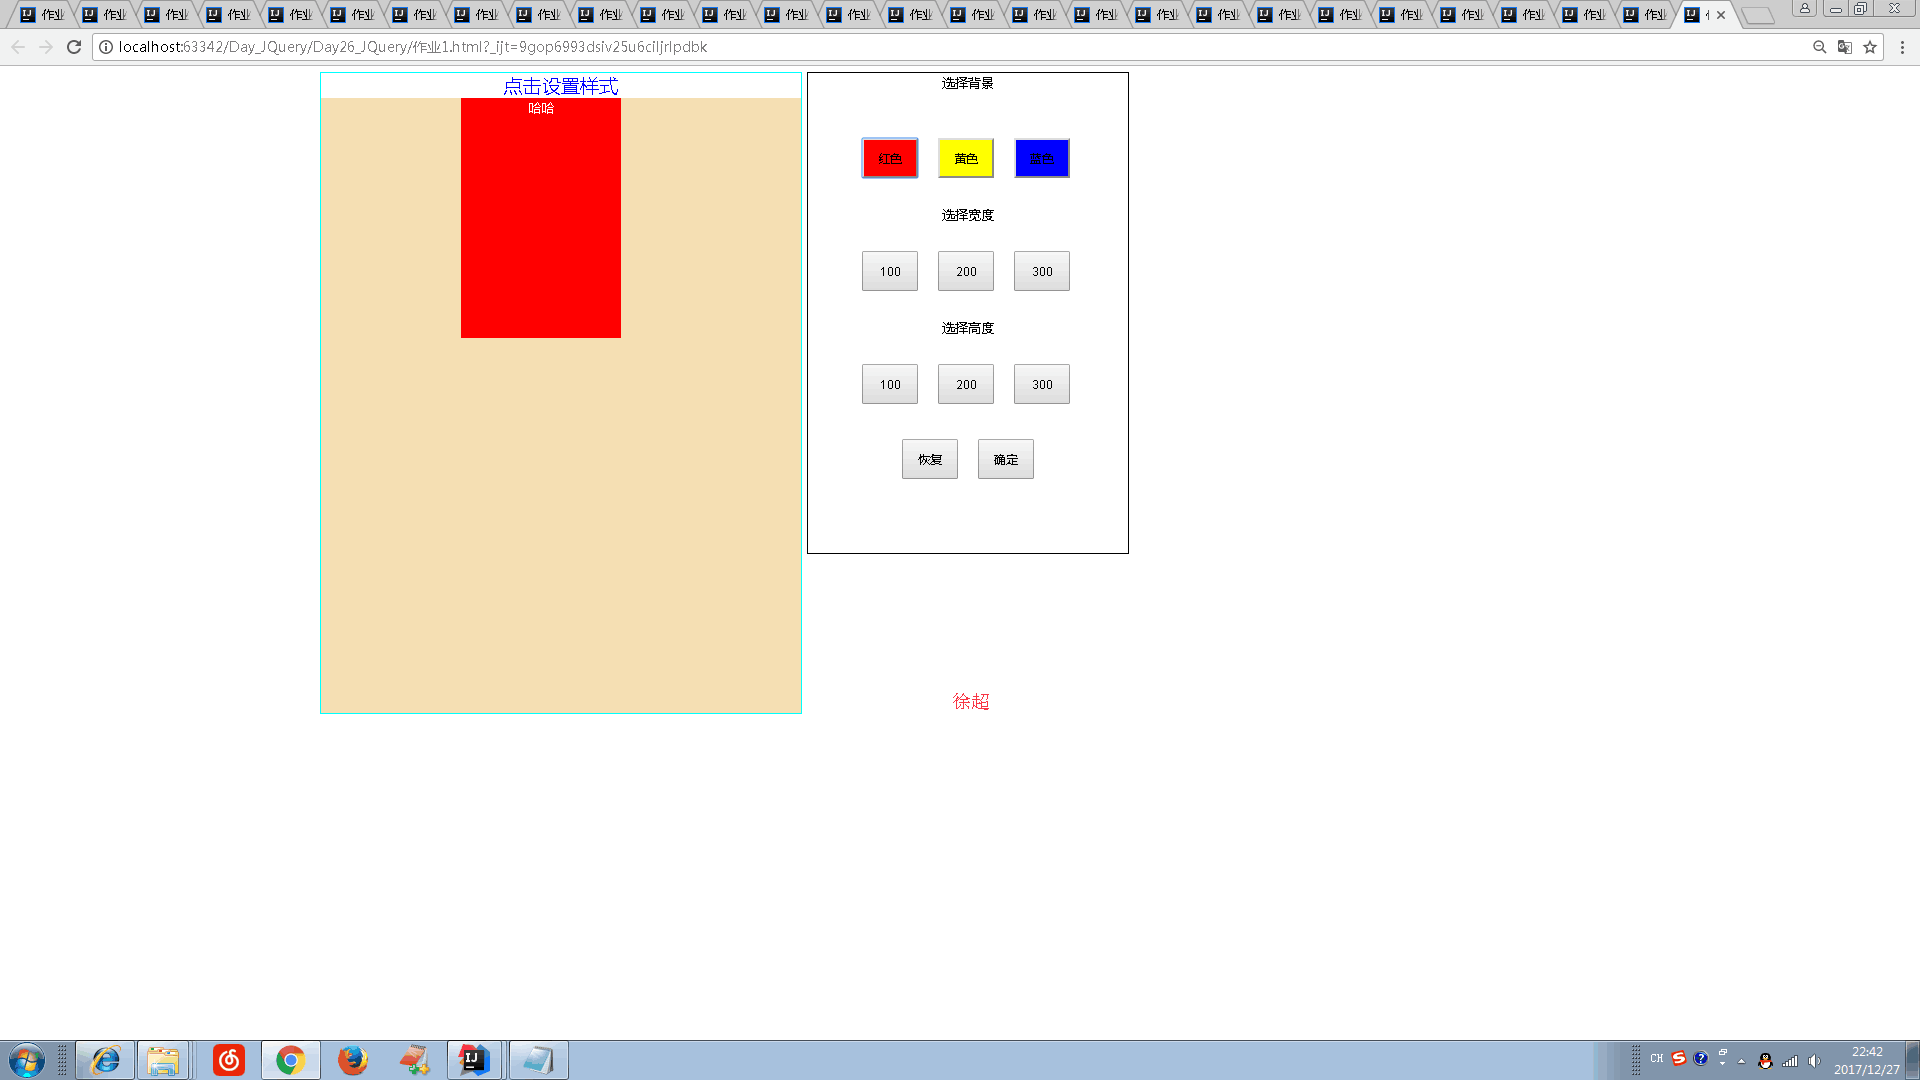 作业 作业 作业 作业 作业 作业 作业 作业 作业 作业 作业 作业 作业 作业 作业 作业 作业 作业 作业 作业 作业 作业 作业 作业 作业 作业 作业
localhost:63342/Day_JQuery/Day26_JQuery/作业1.html?_ijt=9gop6993dsiv25u6ciljrlpdbk
点击设置样式
哈哈
选择背景
红色 黄色 蓝色
选择宽度
100 200 300
选择高度
100 200 300
恢复 确定
徐超
CH
22:42
2017/12/27